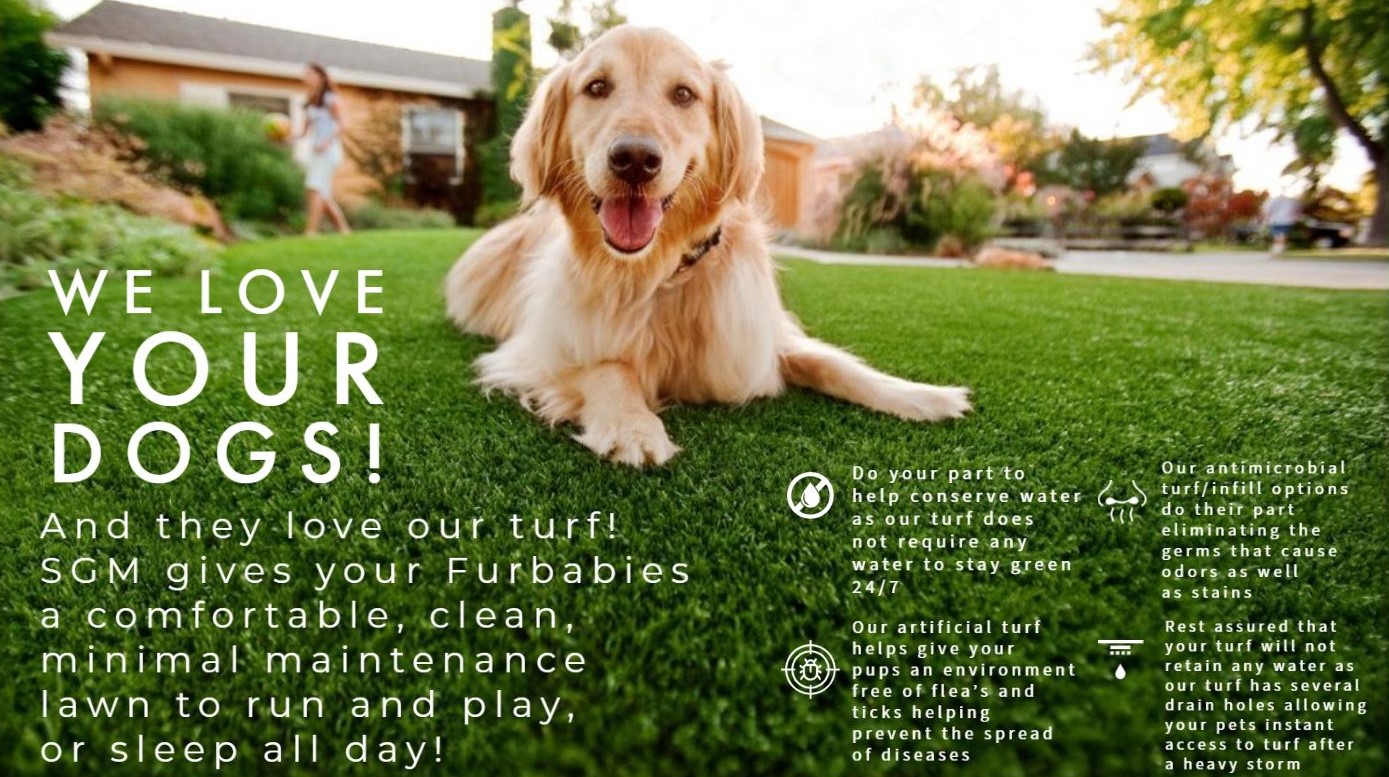 WE LOVE
YOUR
DOGS!
And they love our turf!
SGM gives your Furbabies
a comfortable, clean,
minimal maintenance
lawn to run and play,
or sleep all day!
Do your part to
help conserve water
as our turf does
not require any
water to stay green
24/7
Our antimicrobial
turf/infill options
do their part
eliminating the
germs that cause
odors as well
as stains
Our artificial turf
helps give your
pups an environment
free of flea's and
ticks helping
prevent the spread
of diseases
Rest assured that
your turf will not
retain any water as
our turf has several
drain holes allowing
your pets instant
access to turf after
a heavy storm